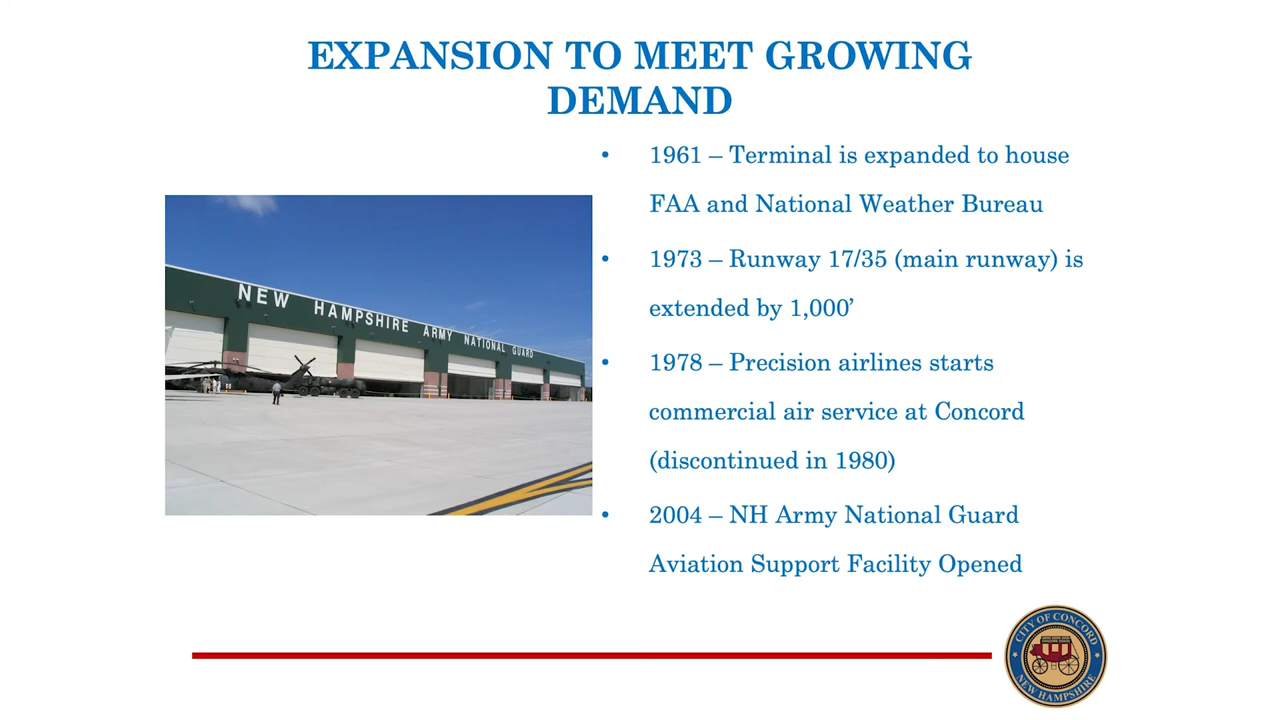 EXPANSION TO MEET GROWING
DEMAND
• 1961 – Terminal is expanded to house
FAA and National Weather Bureau
• 1973 – Runway 17/35 (main runway) is
extended by 1,000’
• 1978 – Precision airlines starts
commercial air service at Concord
(discontinued in 1980)
• 2004 – NH Army National Guard
Aviation Support Facility Opened
NEW HAMPSHIRE ARMY NATIONAL GUARD
CITY OF CONCORD
NEW HAMPSHIRE